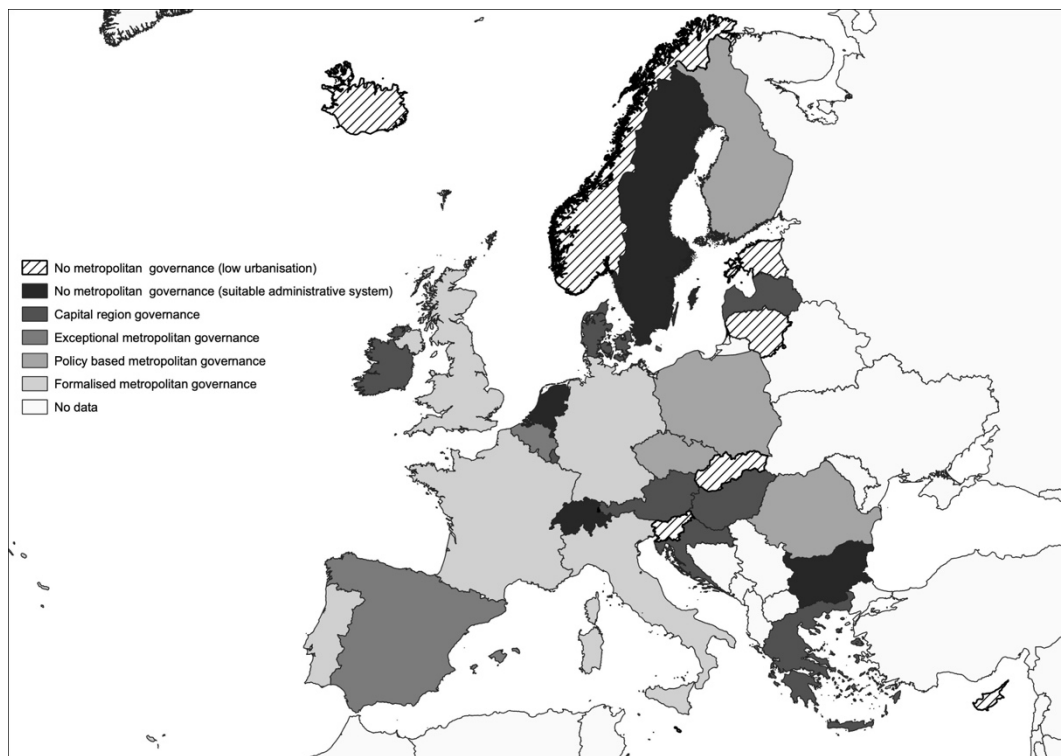 No metropolitan governance (low urbanisation)
No metropolitan governance (suitable administrative system)
Capital region governance
Exceptional metropolitan governance
Policy based metropolitan governance
Formalised metropolitan governance
No data